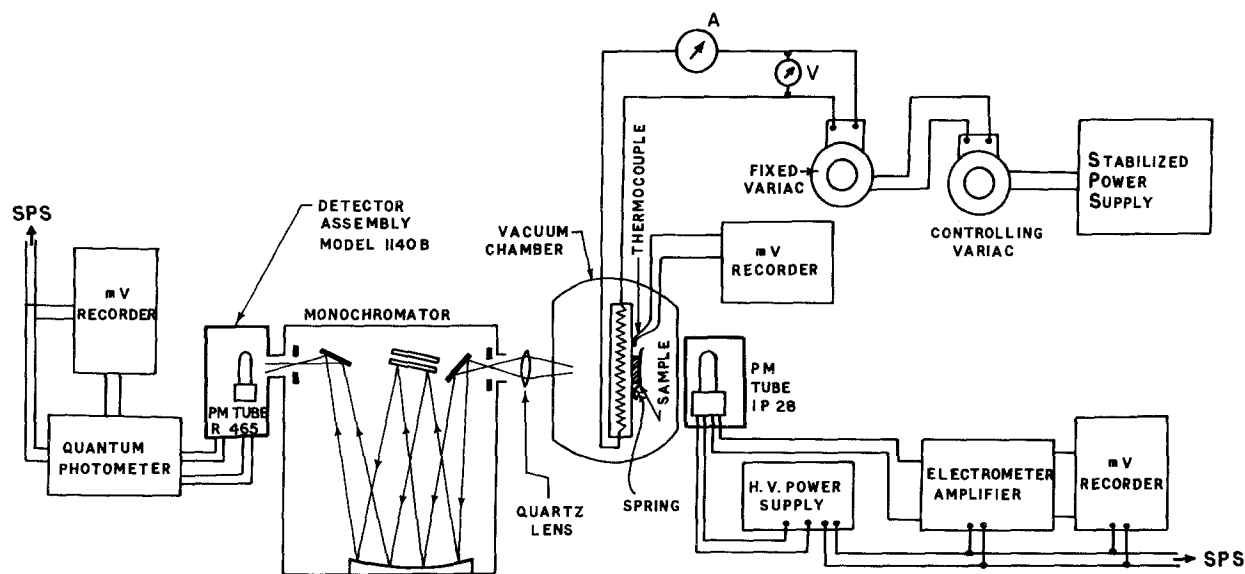 A
V
THERMOCOUPLE
FIXED
VARIAC
STABILIZED
POWER
SUPPLY
CONTROLLING
VARIAC
SPS
DETECTOR
ASSEMBLY
MODEL 1140B
VACUUM
CHAMBER
mV
RECORDER
mV
RECORDER
MONOCHROMATOR
SAMPLE
PM
TUBE
IP 28
PM TUBE
R 465
QUANTUM
PHOTOMETER
QUARTZ
LENS
SPRING
H.V. POWER
SUPPLY
ELECTROMETER
AMPLIFIER
mV
RECORDER
SPS